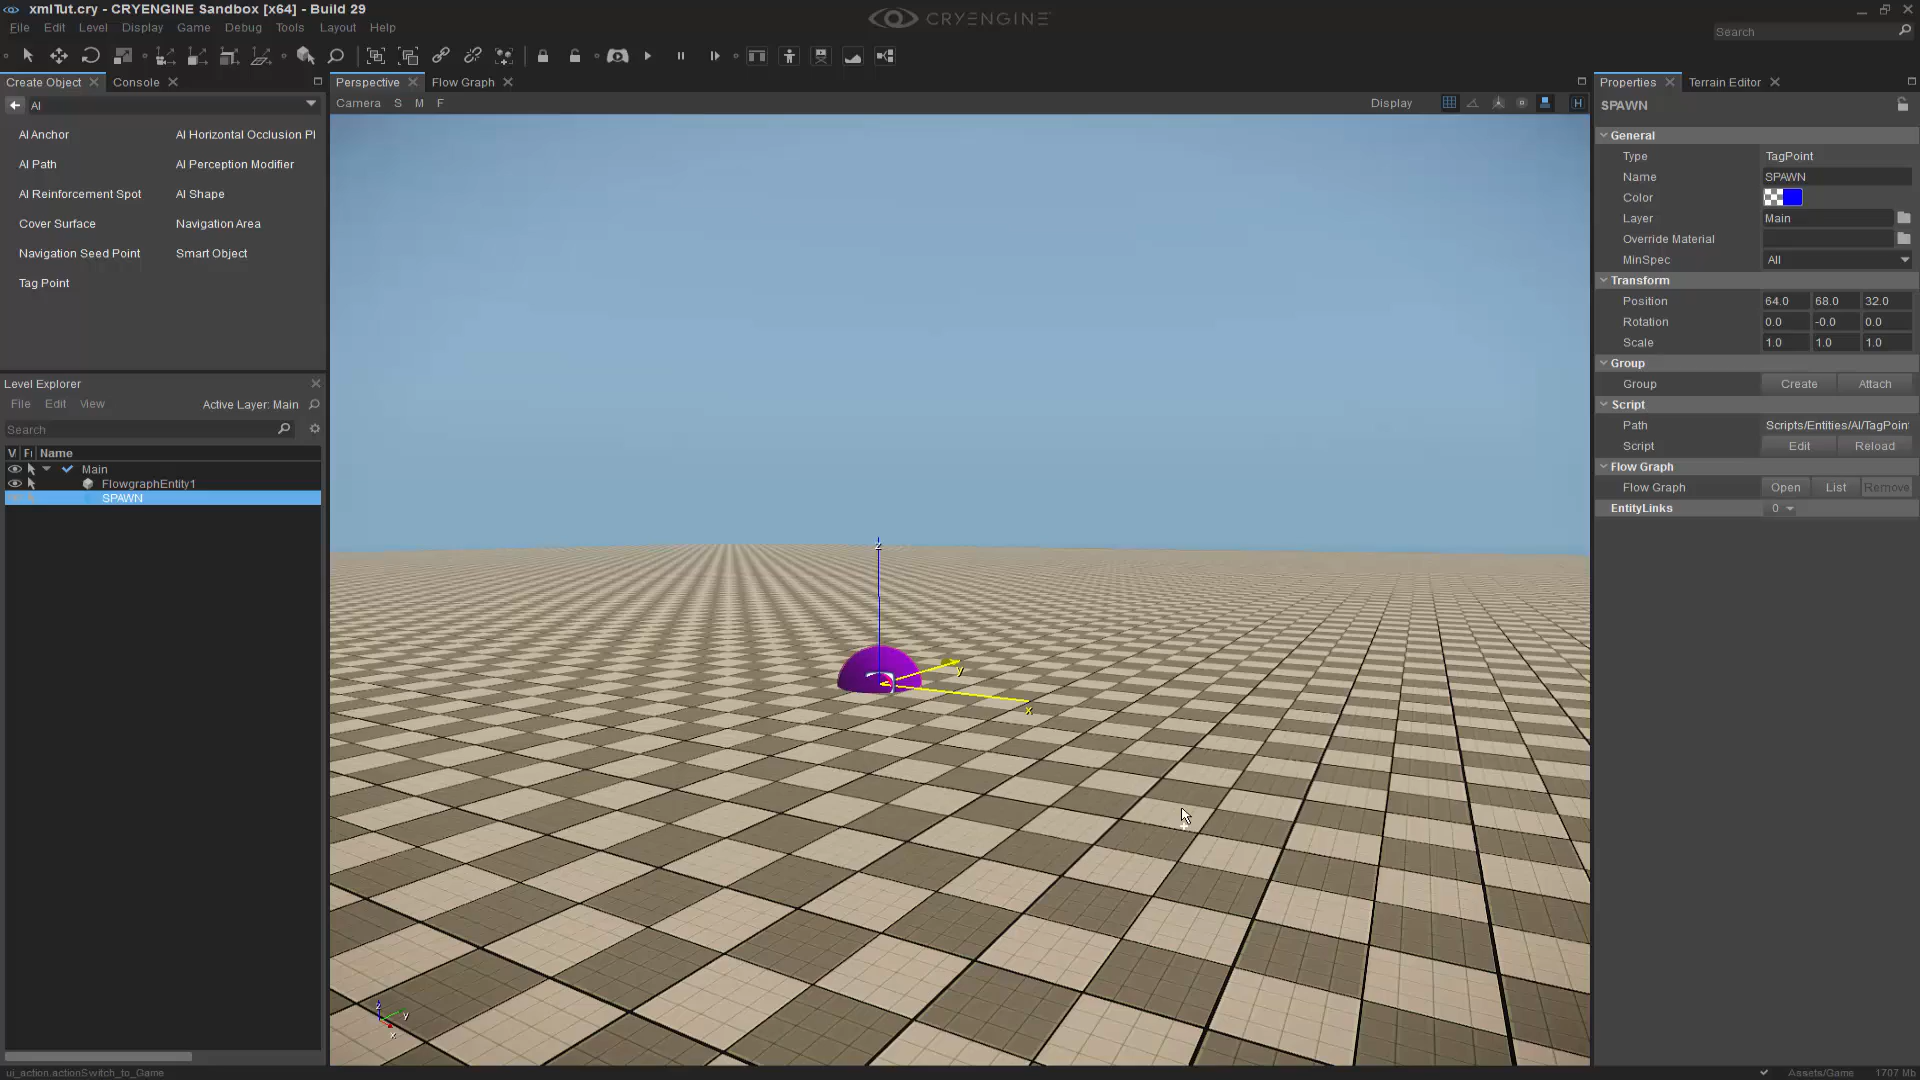 xmlTut.cry - CRYENGINE Sandbox [x64] - Build 29
CRYENGINE
File Edit Level Display Game Debug Tools Layout Help
Search
Create Object Console
Perspective Flow Graph
Properties Terrain Editor
AI
Camera S M F
Display
H
SPAWN
AI Anchor AI Horizontal Occlusion Pl
AI Path AI Perception Modifier
AI Reinforcement Spot AI Shape
Cover Surface Navigation Area
Navigation Seed Point Smart Object
Tag Point
General
Type TagPoint
Name SPAWN
Color
Layer Main
Override Material
MinSpec All
Transform
Position 64.0 68.0 32.0
Rotation 0.0 -0.0 0.0
Scale 1.0 1.0 1.0
Group
Group Create Attach
Script
Path Scripts/Entities/AI/TagPoin
Script Edit Reload
Flow Graph
Flow Graph Open List Remove
EntityLinks 0
Level Explorer
File Edit View Active Layer: Main
Search
V Fi Name
Main
FlowgraphEntity1
SPAWN
z
y
x
z
y
x
ui_action.actionSwitch_to_Game
Assets/Game 1707 Mb